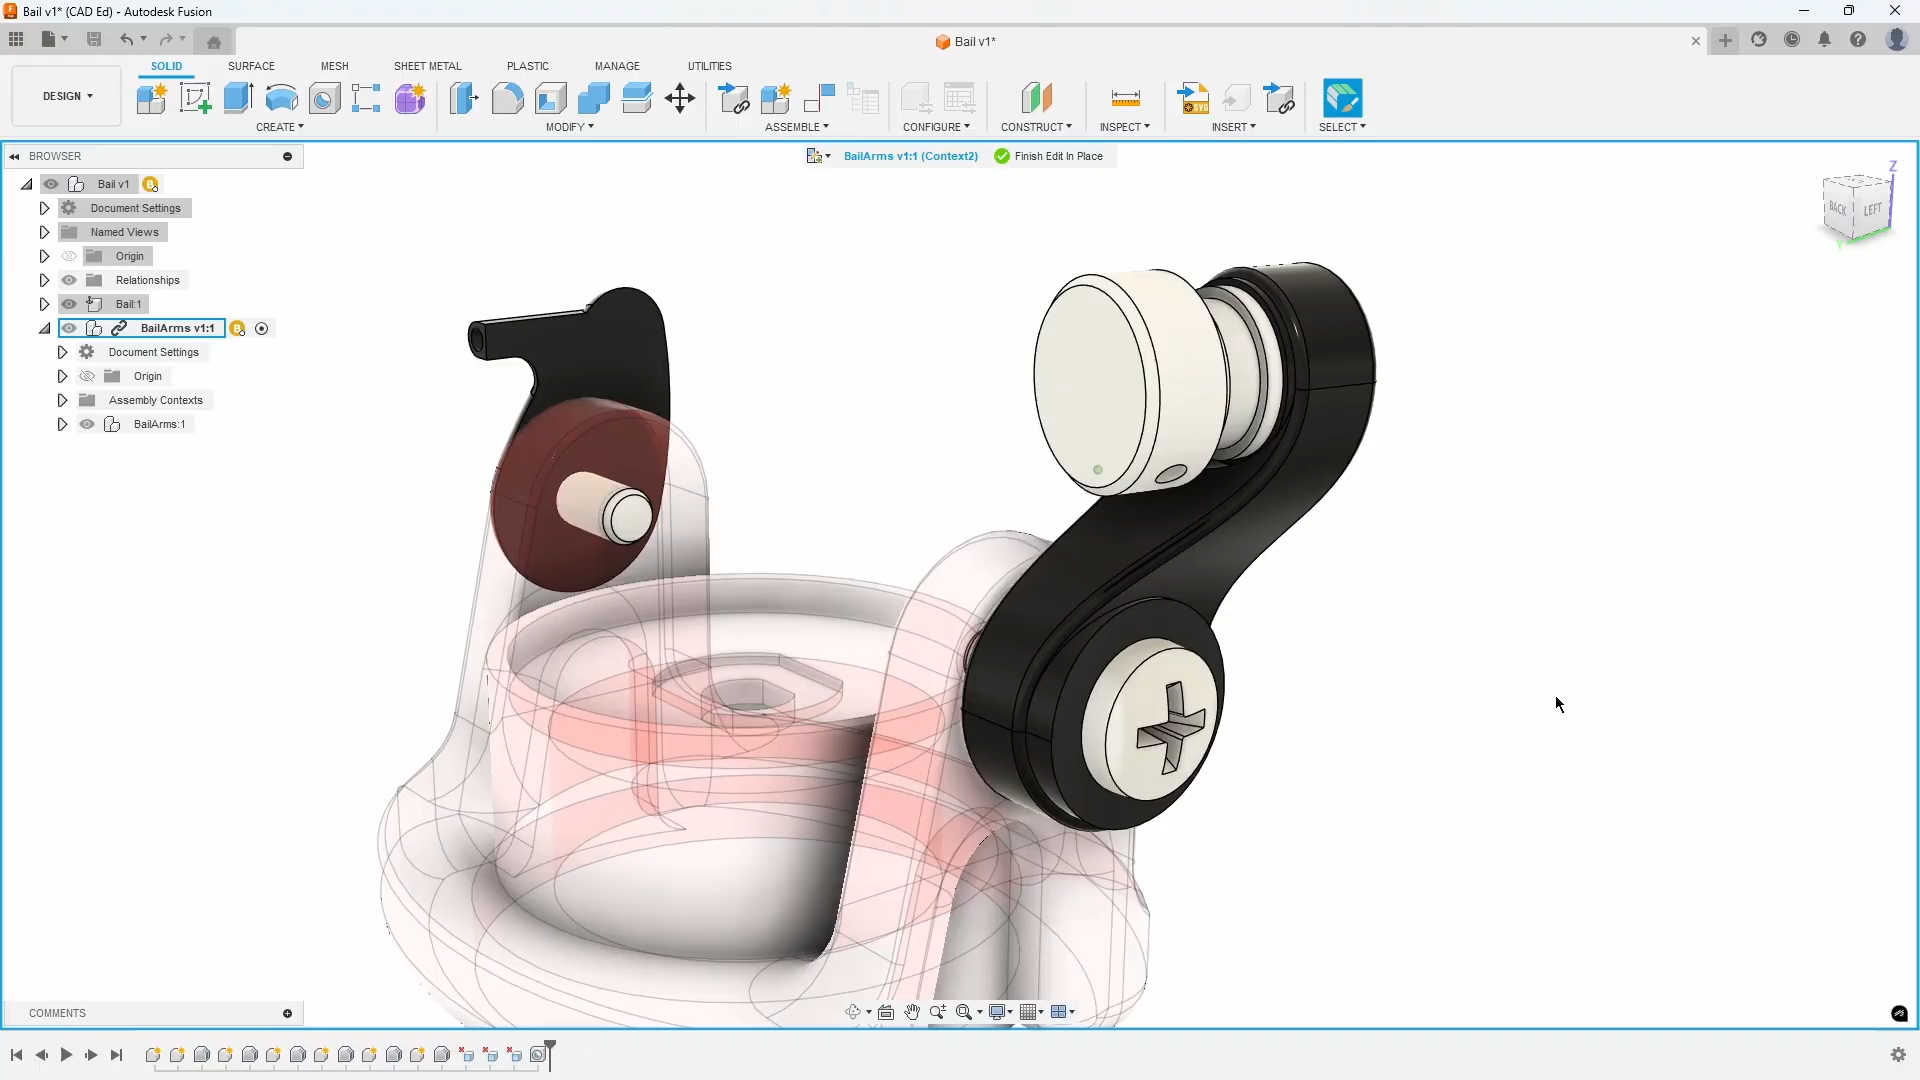 Bail v1* (CAD Ed) - Autodesk Fusion
Bail v1*
DESIGN
SOLID
SURFACE
MESH
SHEET METAL
PLASTIC
MANAGE
UTILITIES
CREATE
MODIFY
ASSEMBLE
CONFIGURE
CONSTRUCT
INSPECT
INSERT
SELECT
SVG
BROWSER
BailArms v1:1 (Context2)
Finish Edit In Place
Bail v1
Document Settings
Named Views
Origin
Relationships
Bail:1
BailArms v1:1
Document Settings
Origin
Assembly Contexts
BailArms:1
Z
BACK
LEFT
Y
COMMENTS